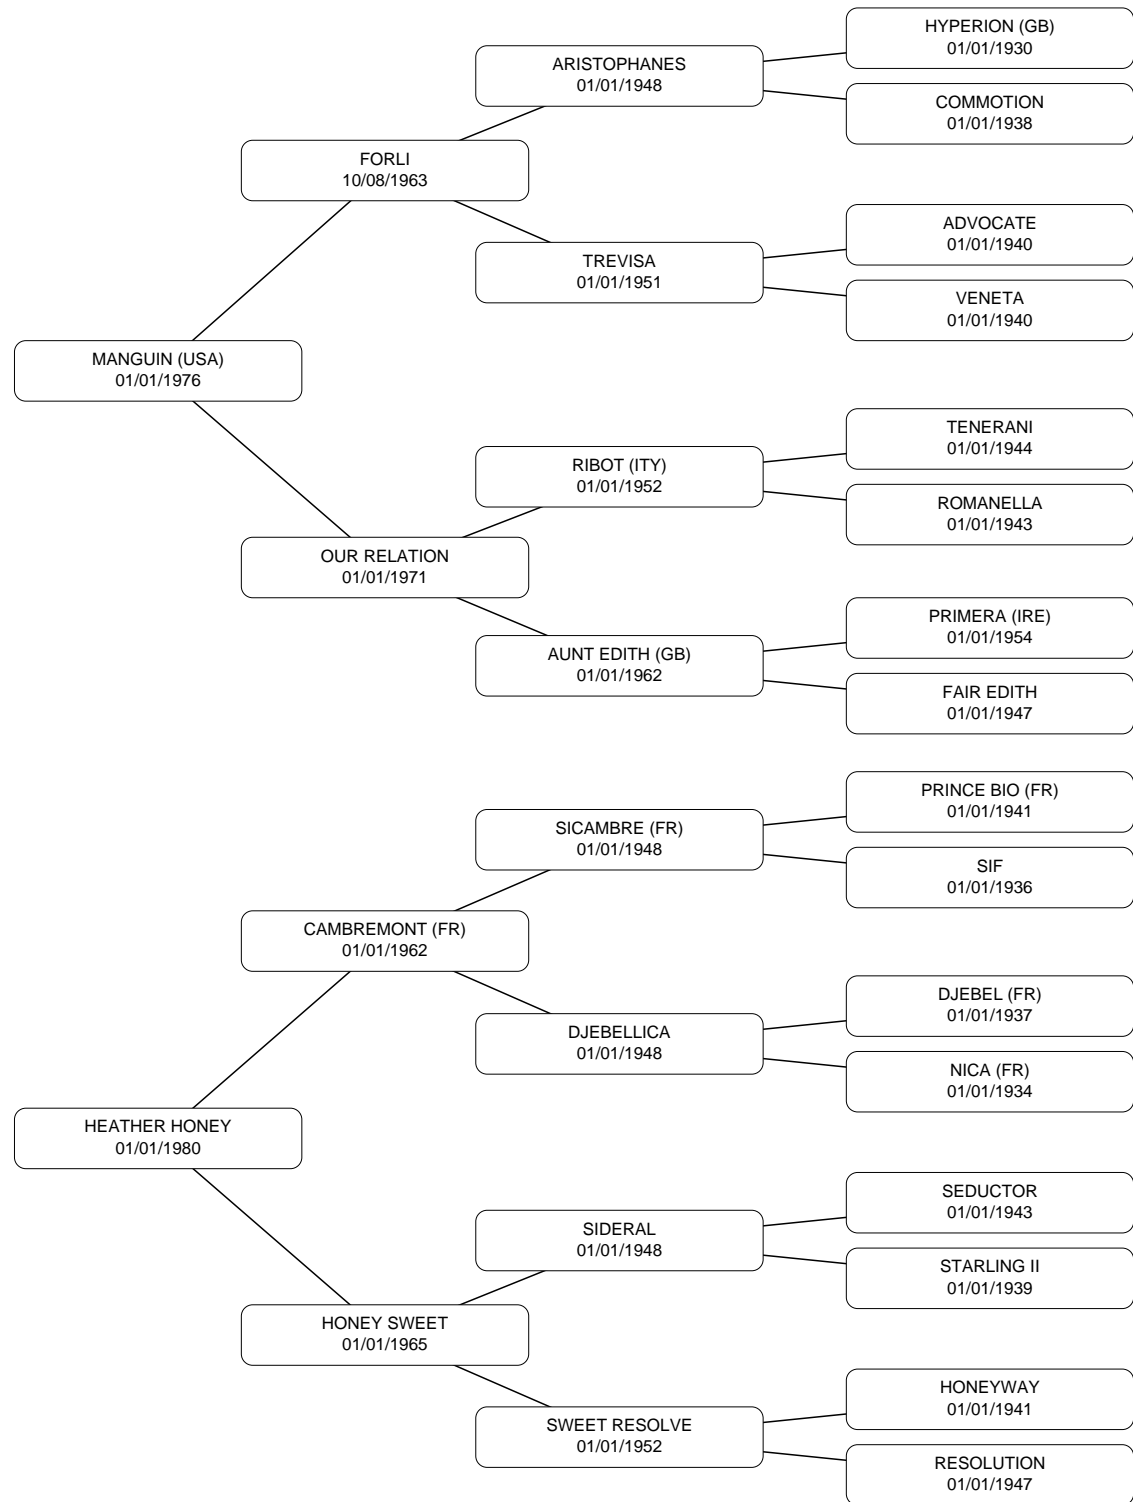 HYPERION (GB)
01/01/1930
ARISTOPHANES
01/01/1948
COMMOTION
01/01/1938
FORLI
10/08/1963
ADVOCATE
01/01/1940
TREVISA
01/01/1951
VENETA
01/01/1940
MANGUIN (USA)
01/01/1976
TENERANI
01/01/1944
RIBOT (ITY)
01/01/1952
ROMANELLA
01/01/1943
OUR RELATION
01/01/1971
PRIMERA (IRE)
01/01/1954
AUNT EDITH (GB)
01/01/1962
FAIR EDITH
01/01/1947
PRINCE BIO (FR)
01/01/1941
SICAMBRE (FR)
01/01/1948
SIF
01/01/1936
CAMBREMONT (FR)
01/01/1962
DJEBEL (FR)
01/01/1937
DJEBELLICA
01/01/1948
NICA (FR)
01/01/1934
HEATHER HONEY
01/01/1980
SEDUCTOR
01/01/1943
SIDERAL
01/01/1948
STARLING II
01/01/1939
HONEY SWEET
01/01/1965
HONEYWAY
01/01/1941
SWEET RESOLVE
01/01/1952
RESOLUTION
01/01/1947